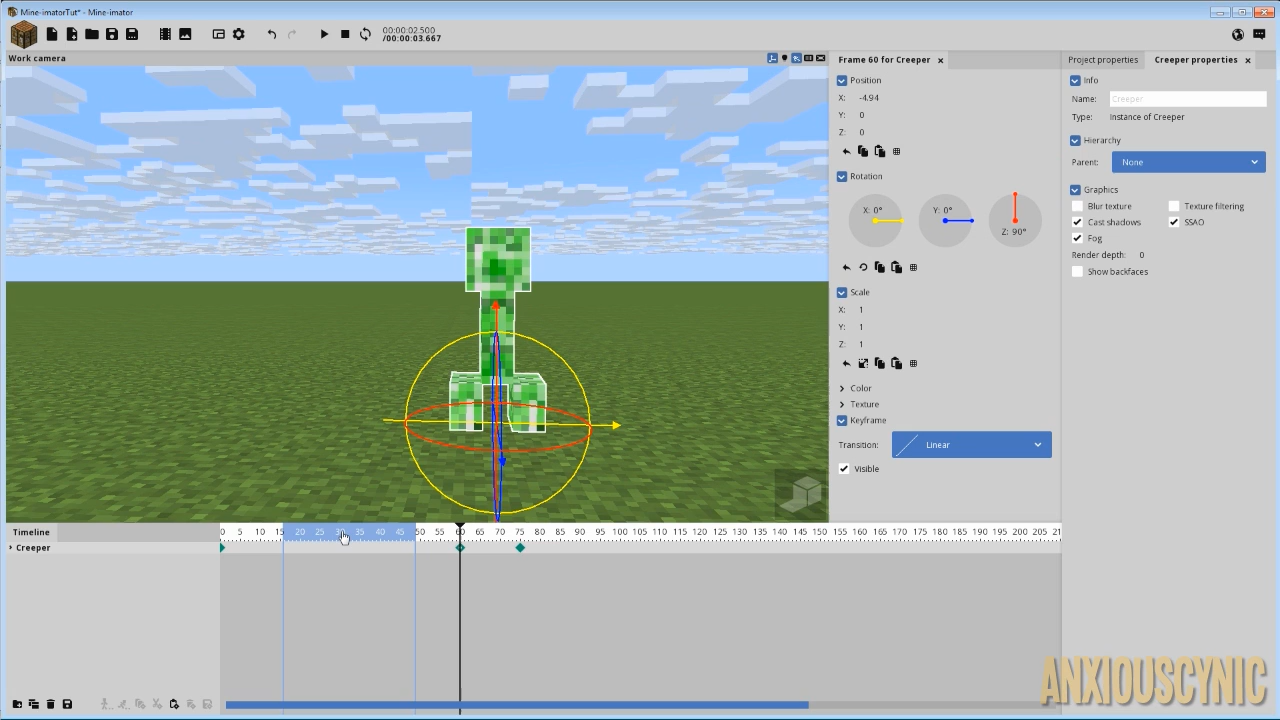 Mine-imatorTut* - Mine-imator
00:00:02.500
/00:00:03.667
Work camera
Frame 60 for Creeper
Position
X: -4.94
Y: 0
Z: 0
Rotation
X: 0° Y: 0° Z: 90°
Scale
X: 1
Y: 1
Z: 1
Color
Texture
Keyframe
Transition: Linear
Visible
Project properties Creeper properties
Info
Name: Creeper
Type: Instance of Creeper
Hierarchy
Parent: None
Graphics
Blur texture Texture filtering
Cast shadows SSAO
Fog
Render depth: 0
Show backfaces
Timeline 0 5 10 15 20 25 30 35 40 45 50 55 60 65 70 75 80 85 90 95 100 105 110 115 120 125 130 135 140 145 150 155 160 165 170 175 180 185 190 195 200 205 21
Creeper
ANXIOUSCYNIC